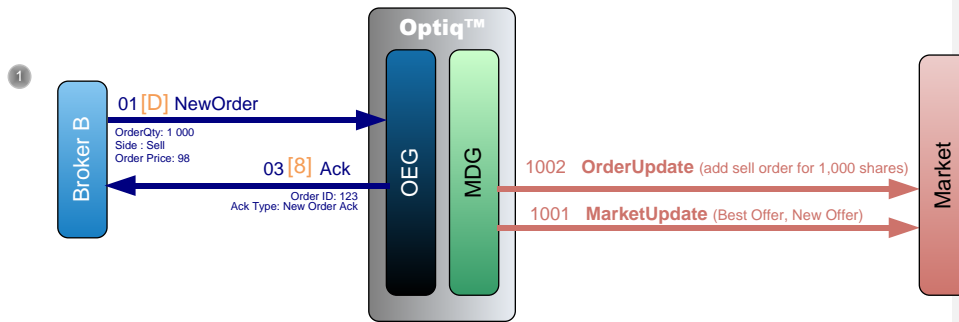 Optiq™
1
Broker B
01 [D] NewOrder
OrderQty: 1 000
Side : Sell
Order Price: 98
03 [8] Ack
Order ID: 123
Ack Type: New Order Ack
OEG
MDG
1002 OrderUpdate (add sell order for 1,000 shares)
1001 MarketUpdate (Best Offer, New Offer)
Market